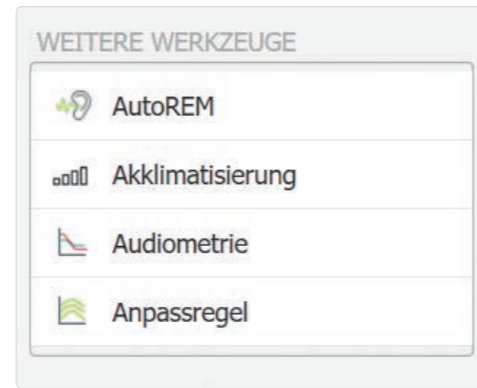 WEITERE WERKZEUGE
AutoREM
Akklimatisierung
Audiometrie
Anpassregel